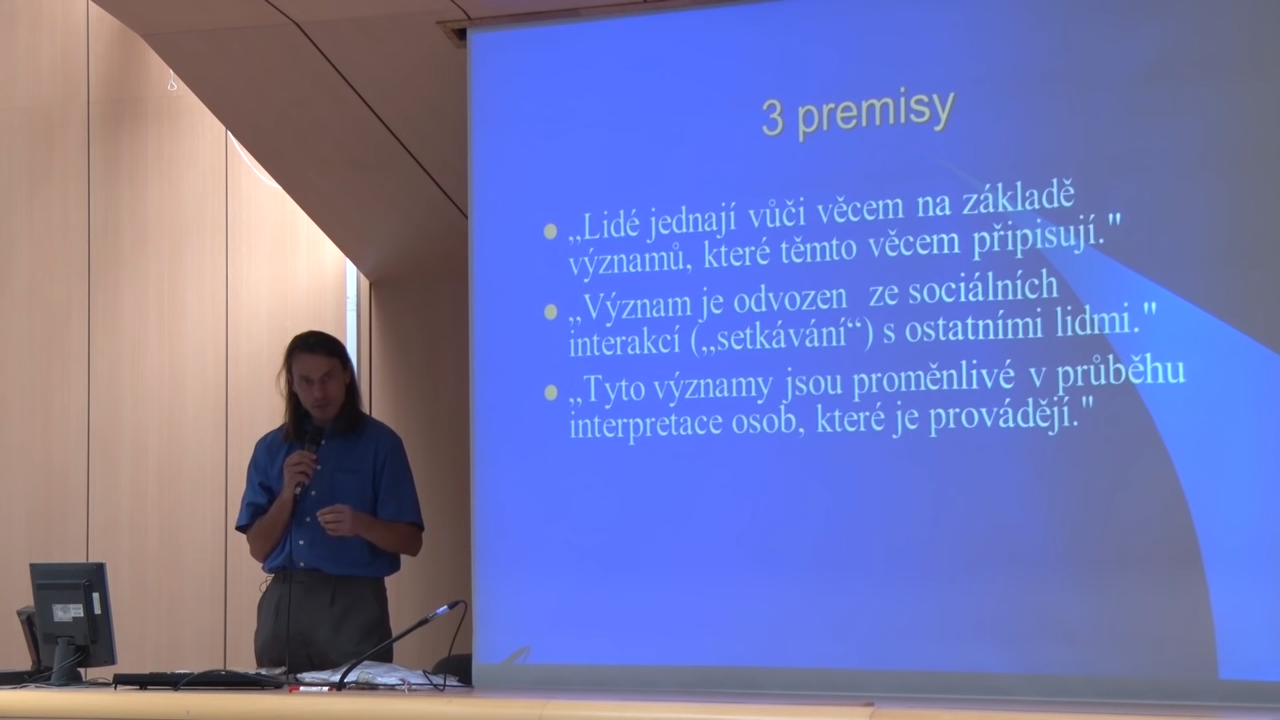 3 premisy
„Lidé jednají vůči věcem na základě
významů, které těmto věcem připisují."
„Význam je odvozen ze sociálních
interakcí („setkávání“) s ostatními lidmi."
„Tyto významy jsou proměnlivé v průběhu
interpretace osob, které je provádějí."